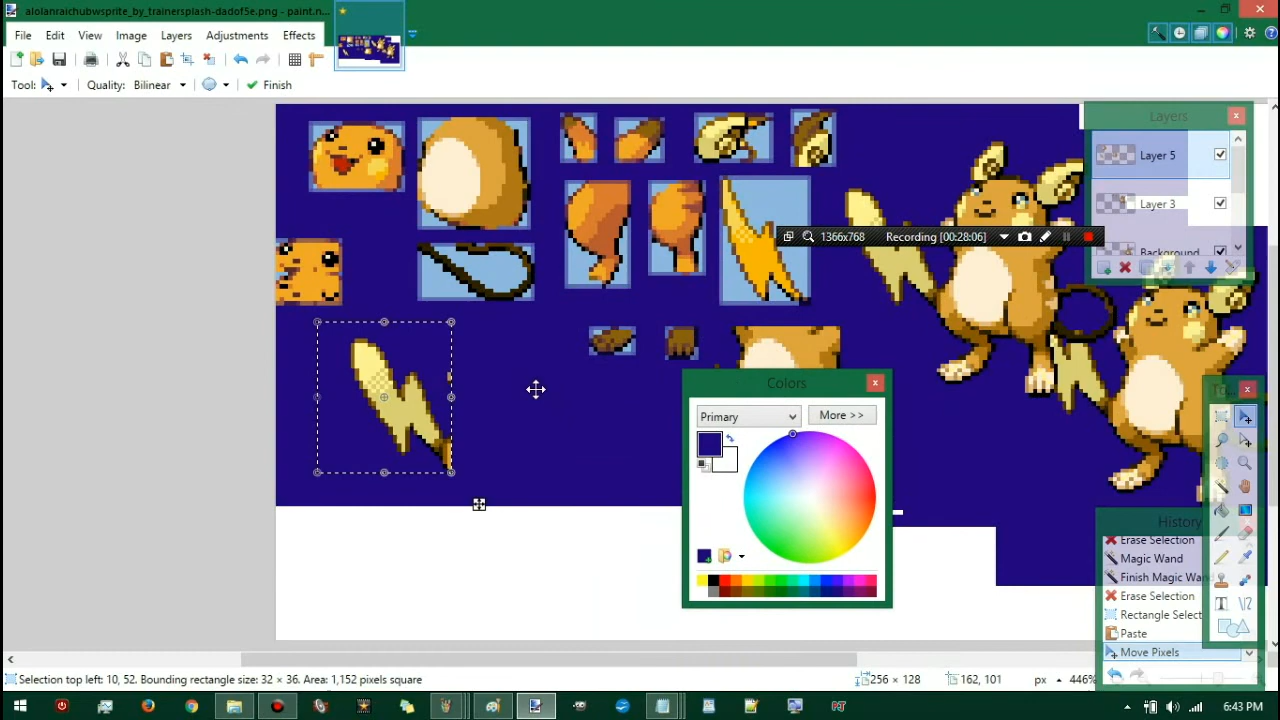 alolanraichubwsprite_by_trainersplash-dadof5e.png - paint.n...
File Edit View Image Layers Adjustments Effects
Tool: Quality: Bilinear Finish
Layers
Layer 5
Layer 3
1366x768 Recording [00:28:06]
Background
Colors
Primary More >>
History
Erase Selection
Magic Wand
Finish Magic Wand
Erase Selection
Rectangle Select
Paste
Move Pixels
Selection top left: 10, 52. Bounding rectangle size: 32 × 36. Area: 1,152 pixels square 256 × 128 162, 101 px 446%
6:43 PM